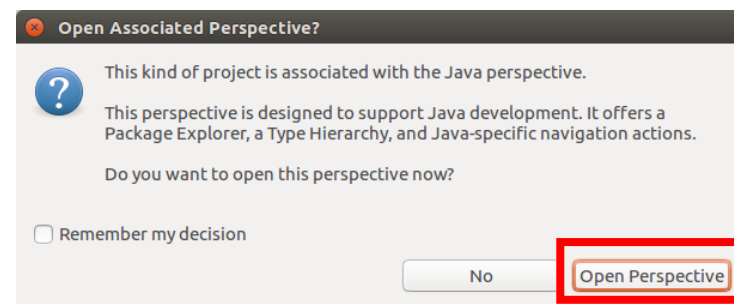 Open Associated Perspective?
This kind of project is associated with the Java perspective.
This perspective is designed to support Java development. It offers a
Package Explorer, a Type Hierarchy, and Java-specific navigation actions.
Do you want to open this perspective now?
Remember my decision
No
Open Perspective